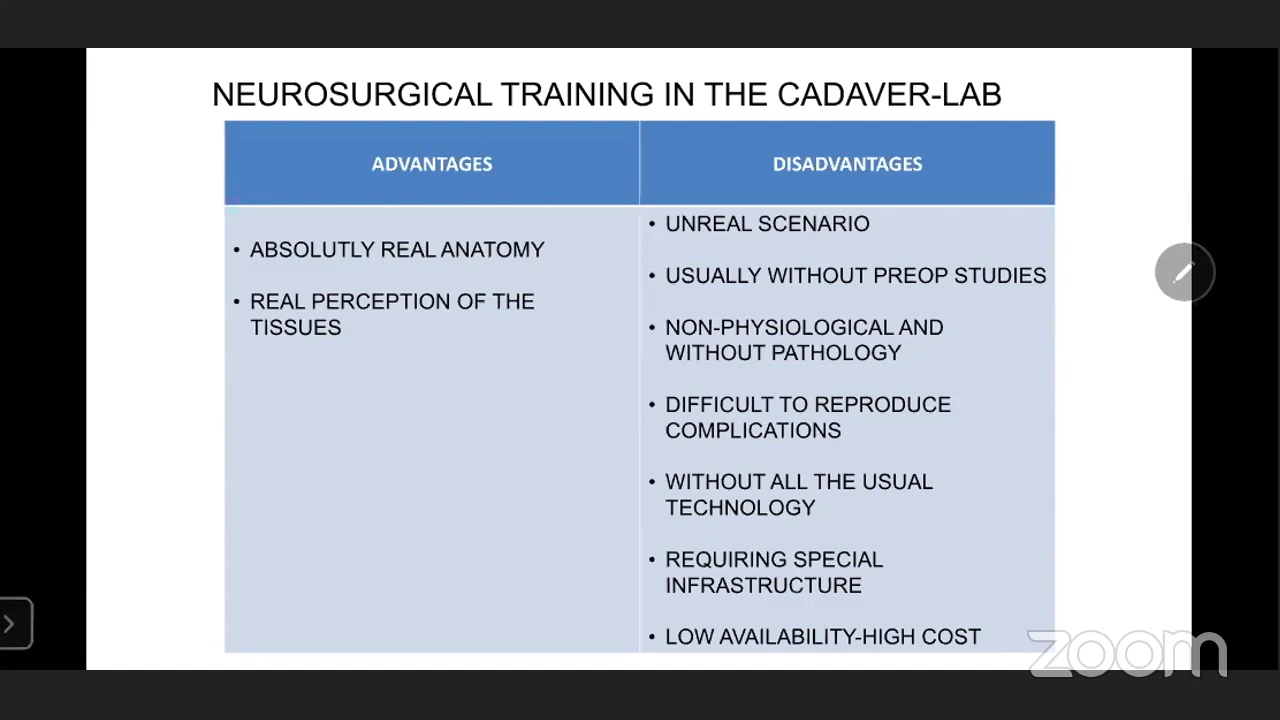 NEUROSURGICAL TRAINING IN THE CADAVER-LAB
ADVANTAGES
DISADVANTAGES
• ABSOLUTLY REAL ANATOMY
• REAL PERCEPTION OF THE
TISSUES
• UNREAL SCENARIO
• USUALLY WITHOUT PREOP STUDIES
• NON-PHYSIOLOGICAL AND
WITHOUT PATHOLOGY
• DIFFICULT TO REPRODUCE
COMPLICATIONS
• WITHOUT ALL THE USUAL
TECHNOLOGY
• REQUIRING SPECIAL
INFRASTRUCTURE
• LOW AVAILABILITY-HIGH COST
zoom